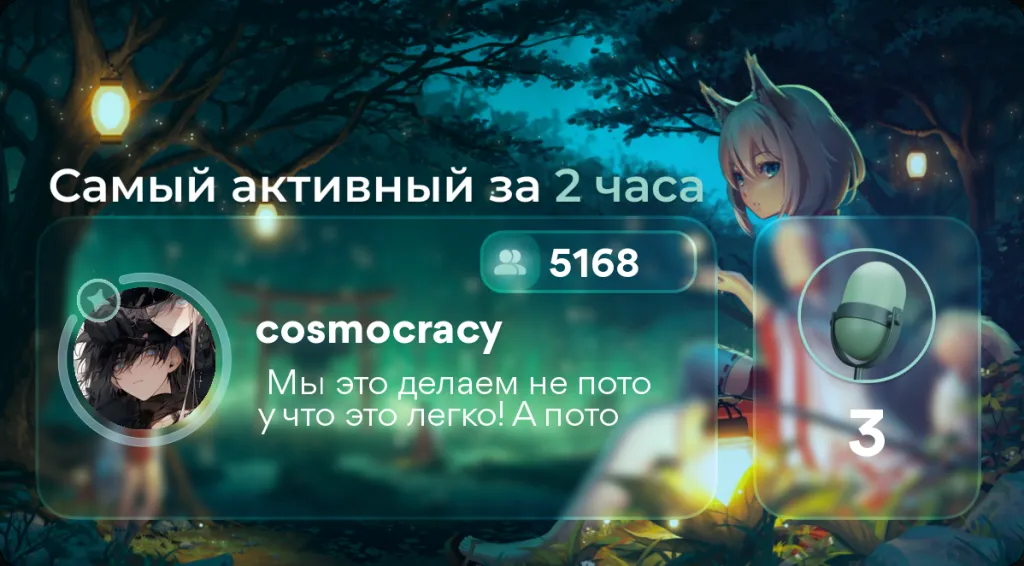 Самый активный за 2 часа
5168
cosmocracy
Мы это делаем не пото
у что это легко! А пото
3